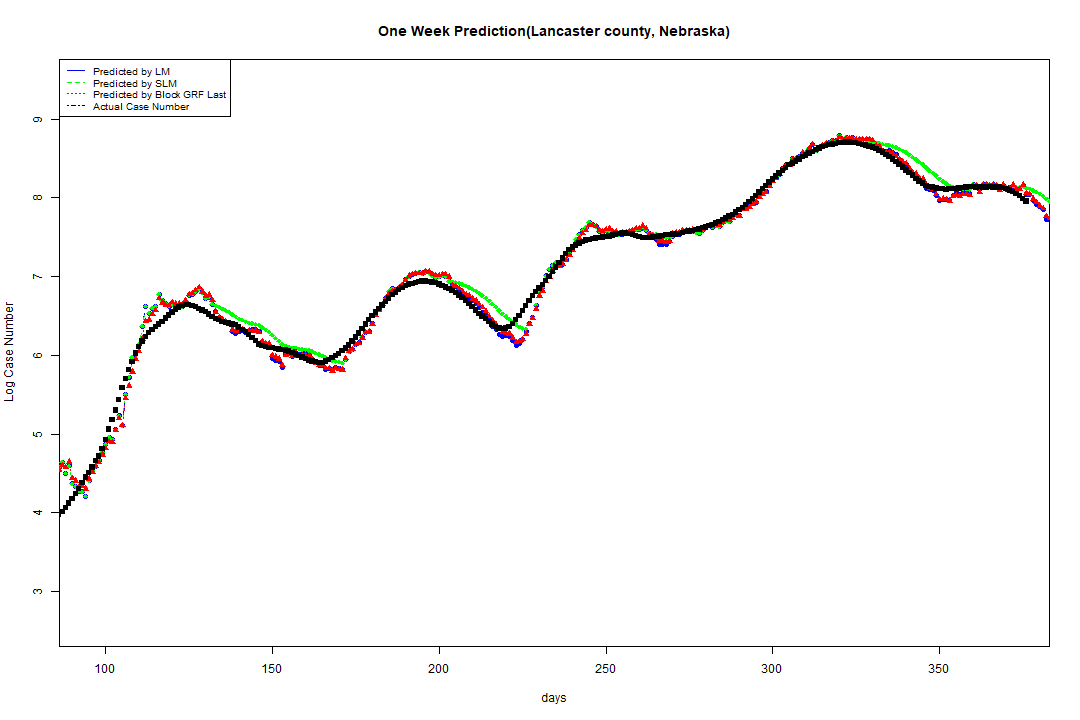 One Week Prediction(Lancaster county, Nebraska)
Predicted by LM
Predicted by SLM
Predicted by Block GRF Last
Actual Case Number
9
8
7
6
5
4
3
Log Case Number
100 150 200 250 300 350
days